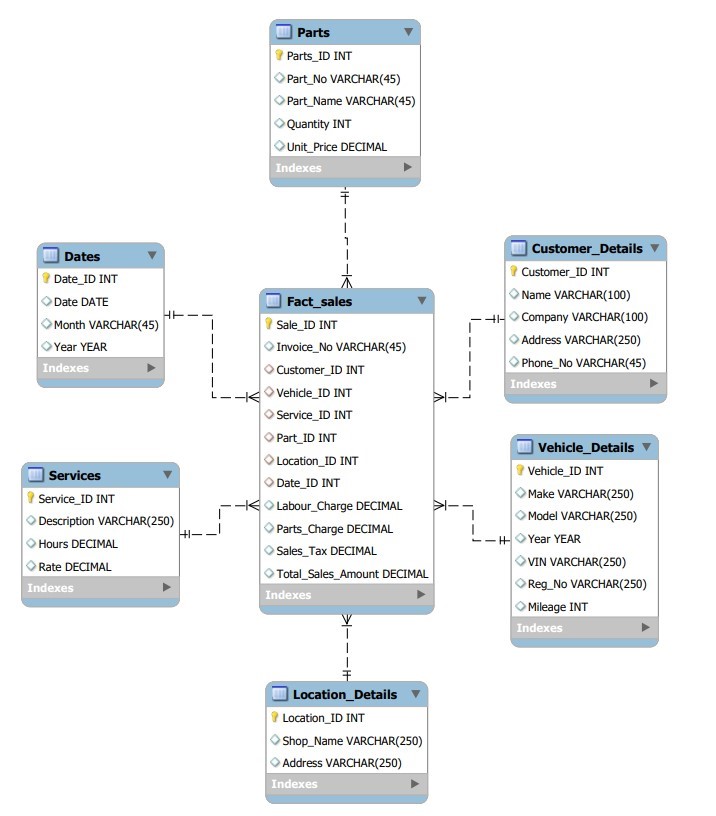 Parts
Parts_ID INT
Part_No VARCHAR(45)
Part_Name VARCHAR(45)
Quantity INT
Unit_Price DECIMAL
Indexes
Dates
Date_ID INT
Date DATE
Month VARCHAR(45)
Year YEAR
Indexes
Customer_Details
Customer_ID INT
Name VARCHAR(100)
Company VARCHAR(100)
Address VARCHAR(250)
Phone_No VARCHAR(45)
Indexes
Fact_sales
Sale_ID INT
Invoice_No VARCHAR(45)
Customer_ID INT
Vehicle_ID INT
Service_ID INT
Part_ID INT
Location_ID INT
Date_ID INT
Labour_Charge DECIMAL
Parts_Charge DECIMAL
Sales_Tax DECIMAL
Total_Sales_Amount DECIMAL
Indexes
Services
Service_ID INT
Description VARCHAR(250)
Hours DECIMAL
Rate DECIMAL
Indexes
Vehicle_Details
Vehicle_ID INT
Make VARCHAR(250)
Model VARCHAR(250)
Year YEAR
VIN VARCHAR(250)
Reg_No VARCHAR(250)
Mileage INT
Indexes
Location_Details
Location_ID INT
Shop_Name VARCHAR(250)
Address VARCHAR(250)
Indexes